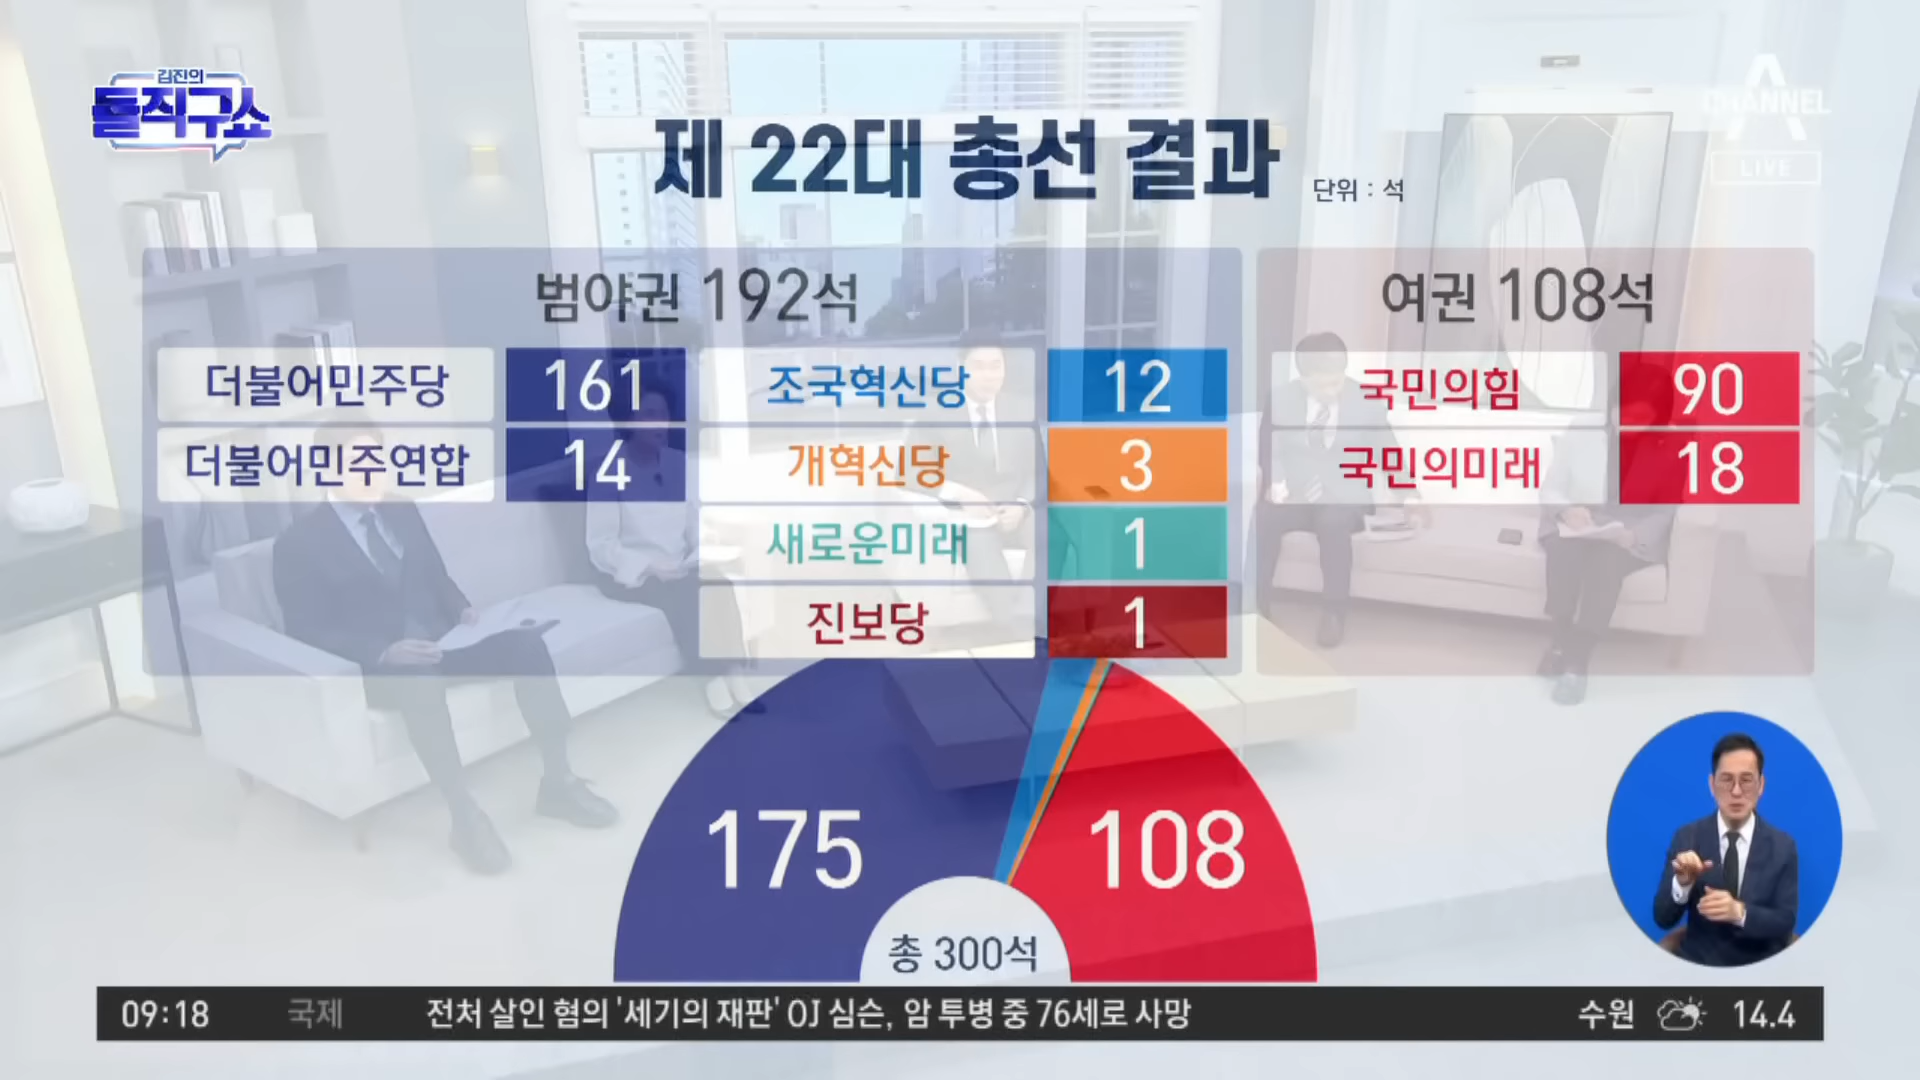 김진의
돌직구쇼
CHANNEL A
LIVE
제 22대 총선 결과
단위 : 석
범야권 192석
더불어민주당 161
더불어민주연합 14
조국혁신당 12
개혁신당 3
새로운미래 1
진보당 1
여권 108석
국민의힘 90
국민의미래 18
175
108
총 300석
09:18 국제 전처 살인 혐의 '세기의 재판' OJ 심슨, 암 투병 중 76세로 사망 수원 14.4